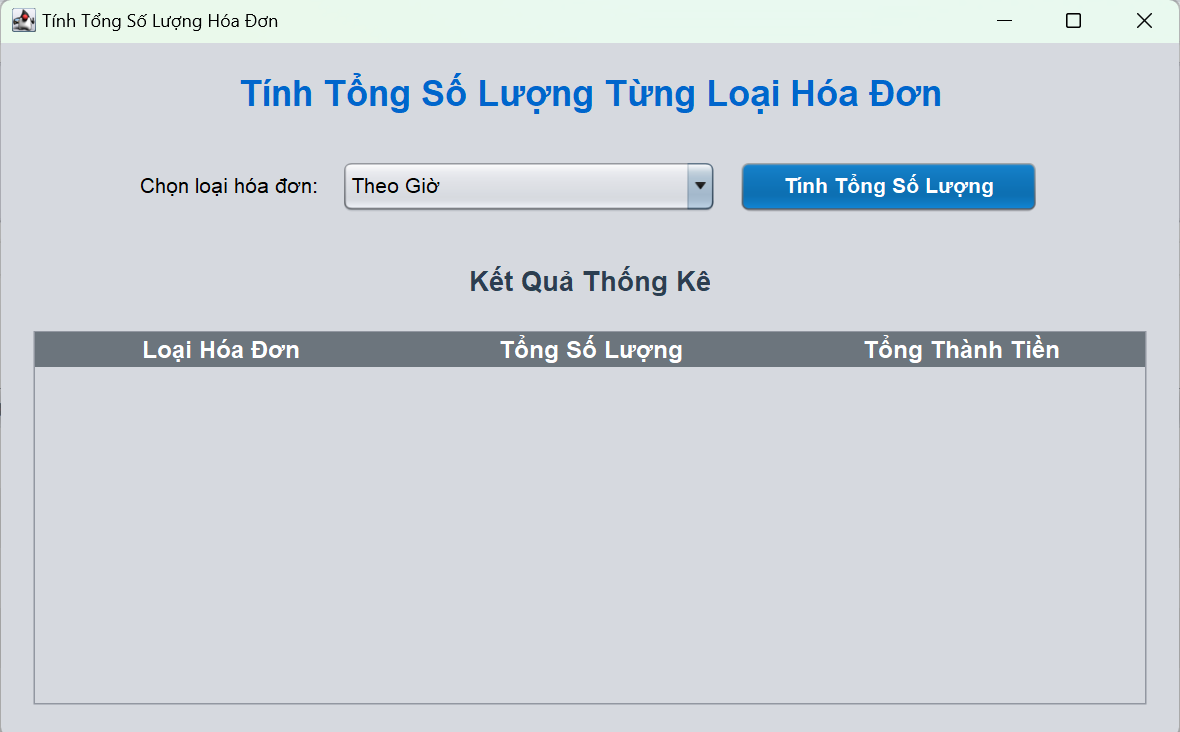 Tính Tổng Số Lượng Hóa Đơn
Tính Tổng Số Lượng Từng Loại Hóa Đơn
Chọn loại hóa đơn: Theo Giờ Tính Tổng Số Lượng
Kết Quả Thống Kê
Loại Hóa Đơn Tổng Số Lượng Tổng Thành Tiền